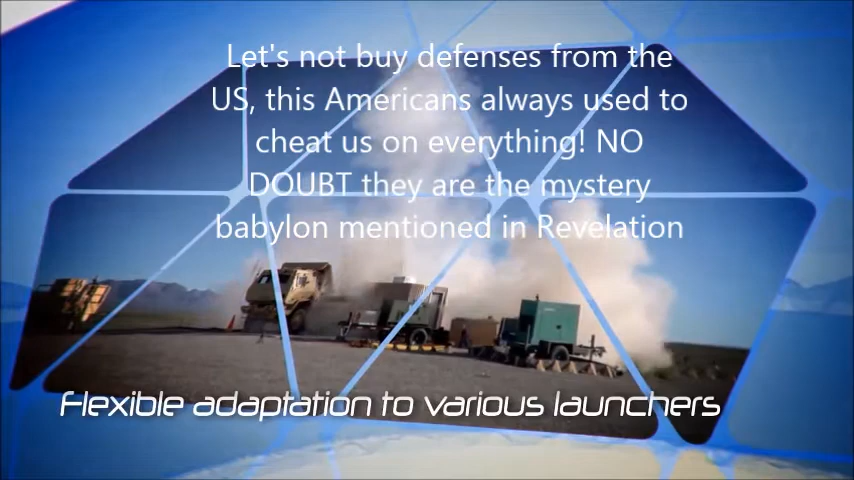 Let's not buy defenses from the
US, this Americans always used to
cheat us on everything! NO
DOUBT they are the mystery
babylon mentioned in Revelation
Flexible adaptation to various launchers